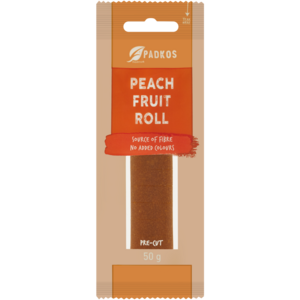 PADKOS
PEACH
FRUIT
ROLL
SOURCE OF FIBRE
NO ADDED COLOURS
PRE-CUT
50 g